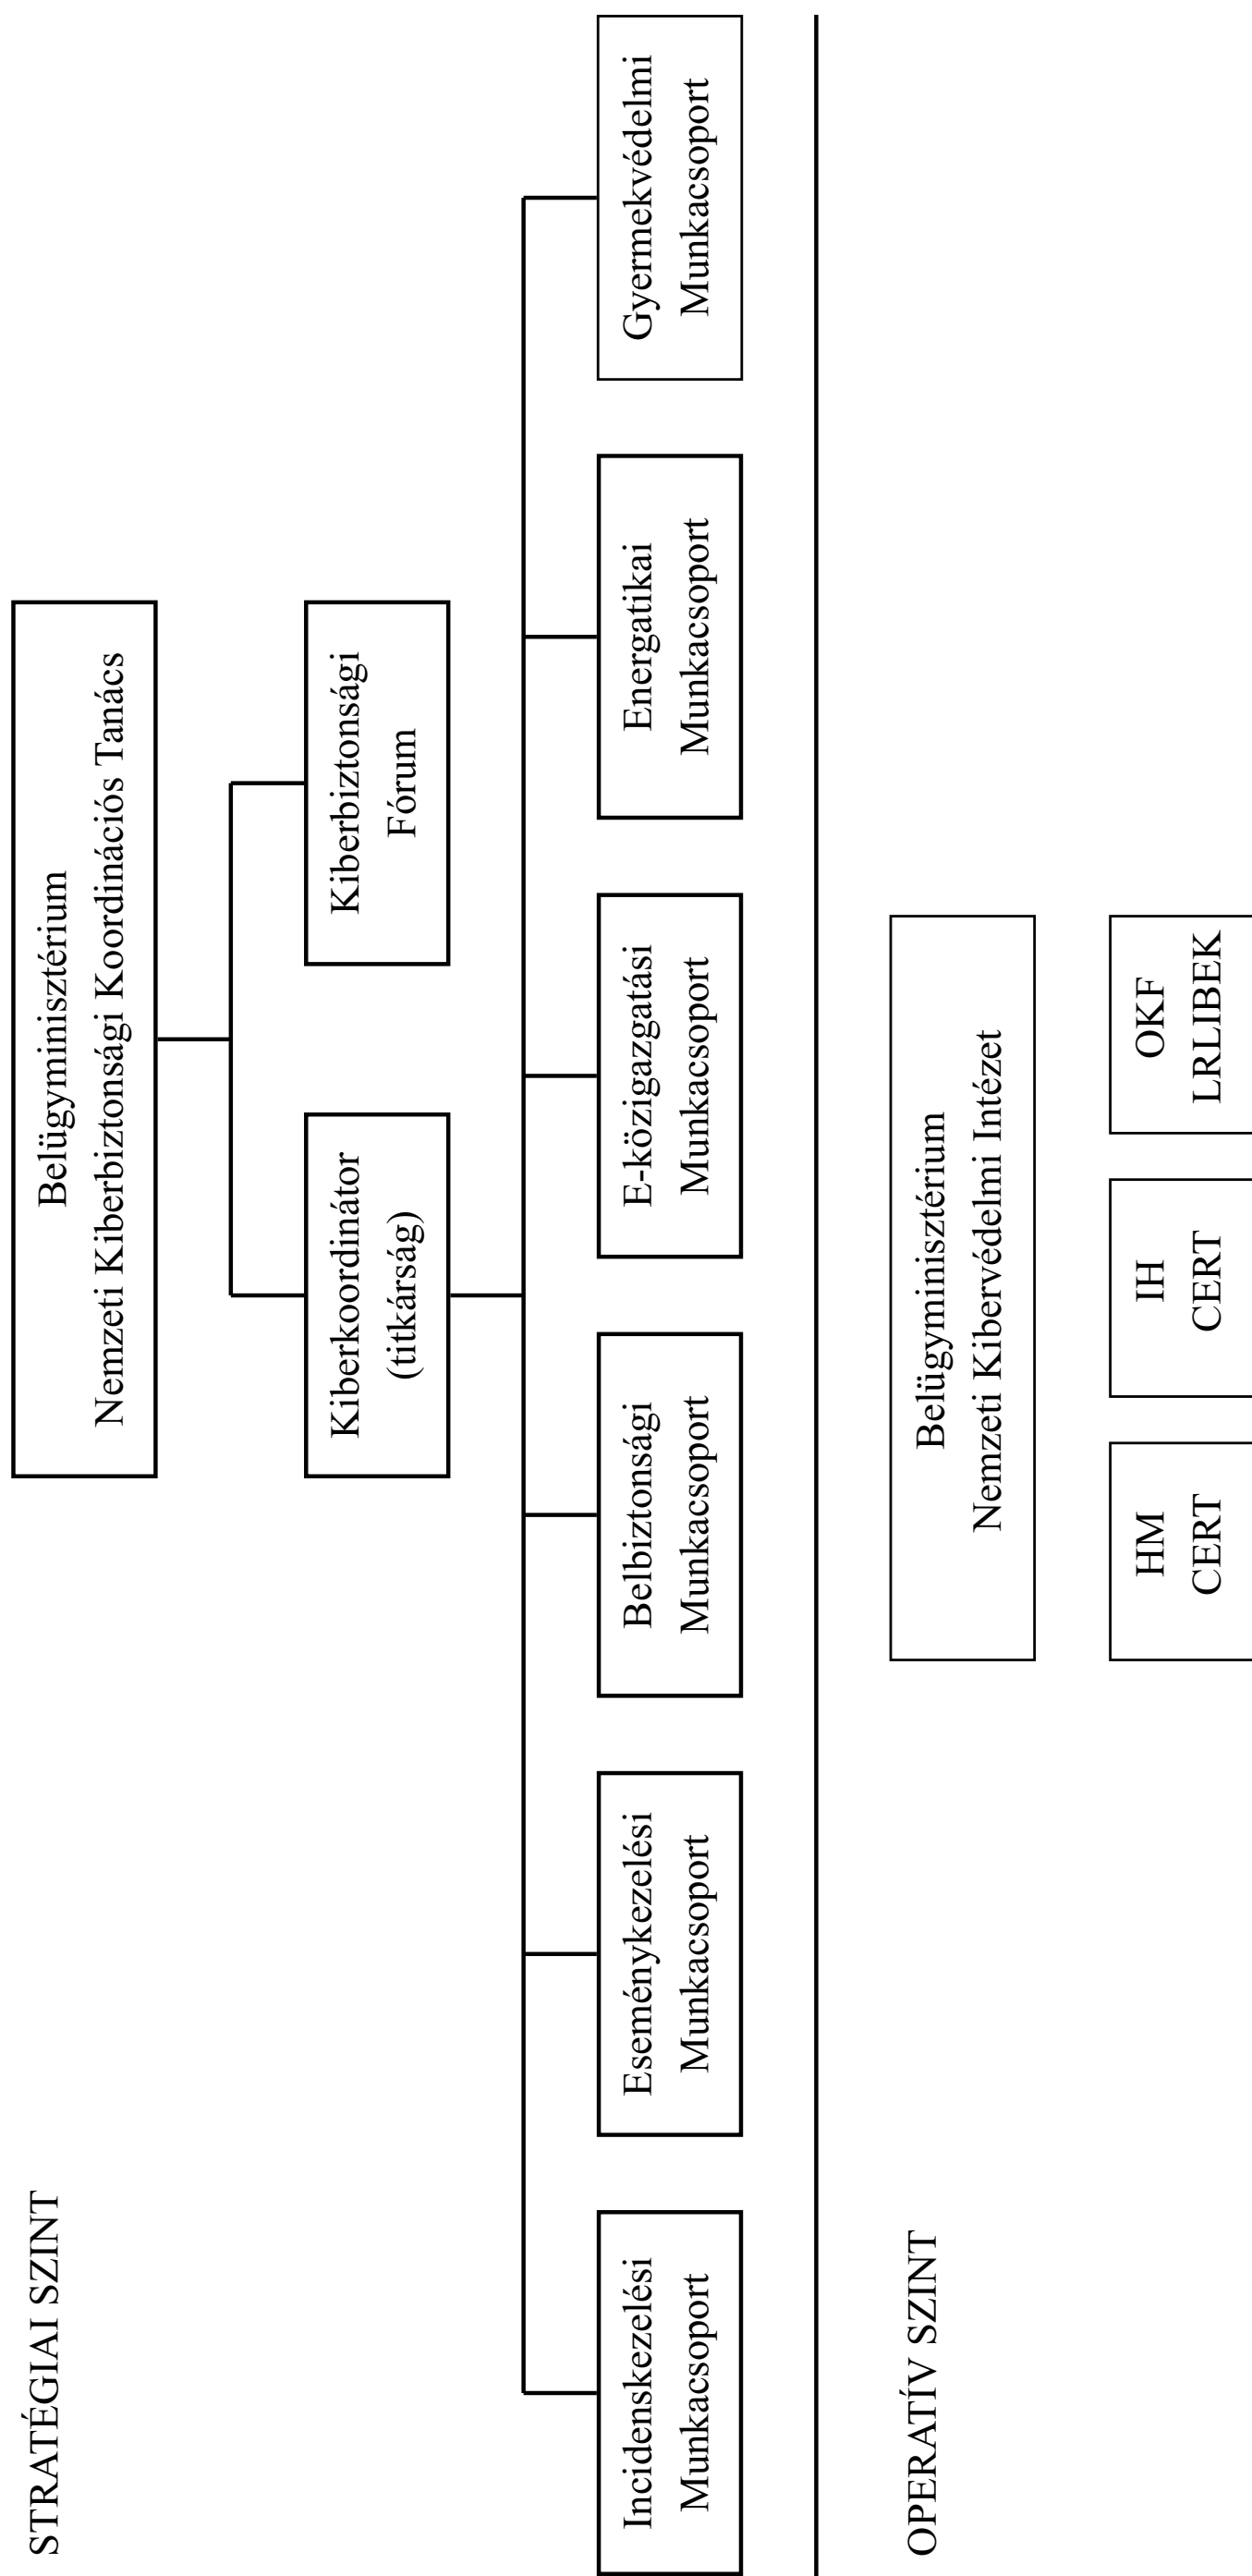 STRATÉGIAI SZINT
Belügyminisztérium
Nemzeti Kiberbiztonsági Koordinációs Tanács
Kiberkoordinátor
(titkárság)
Kiberbiztonsági
Fórum
Incidenskezelési
Munkacsoport
Eseménykezelési
Munkacsoport
Belbiztonsági
Munkacsoport
E-közigazgatási
Munkacsoport
Energatikai
Munkacsoport
Gyermekvédelmi
Munkacsoport
OPERATÍV SZINT
Belügyminisztérium
Nemzeti Kibervédelmi Intézet
HM
CERT
IH
CERT
OKF
LRLIBEK